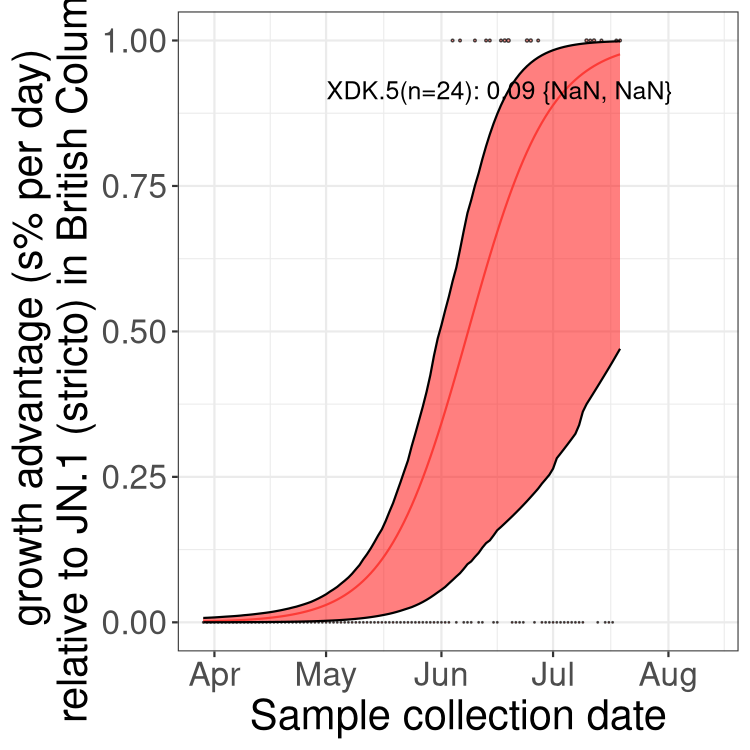 growth advantage (s% per day)
relative to JN.1 (stricto) in British Colum
1.00
0.75
0.50
0.25
0.00
XDK.5(n=24): 0.09 {NaN, NaN}
Apr May Jun Jul Aug
Sample collection date